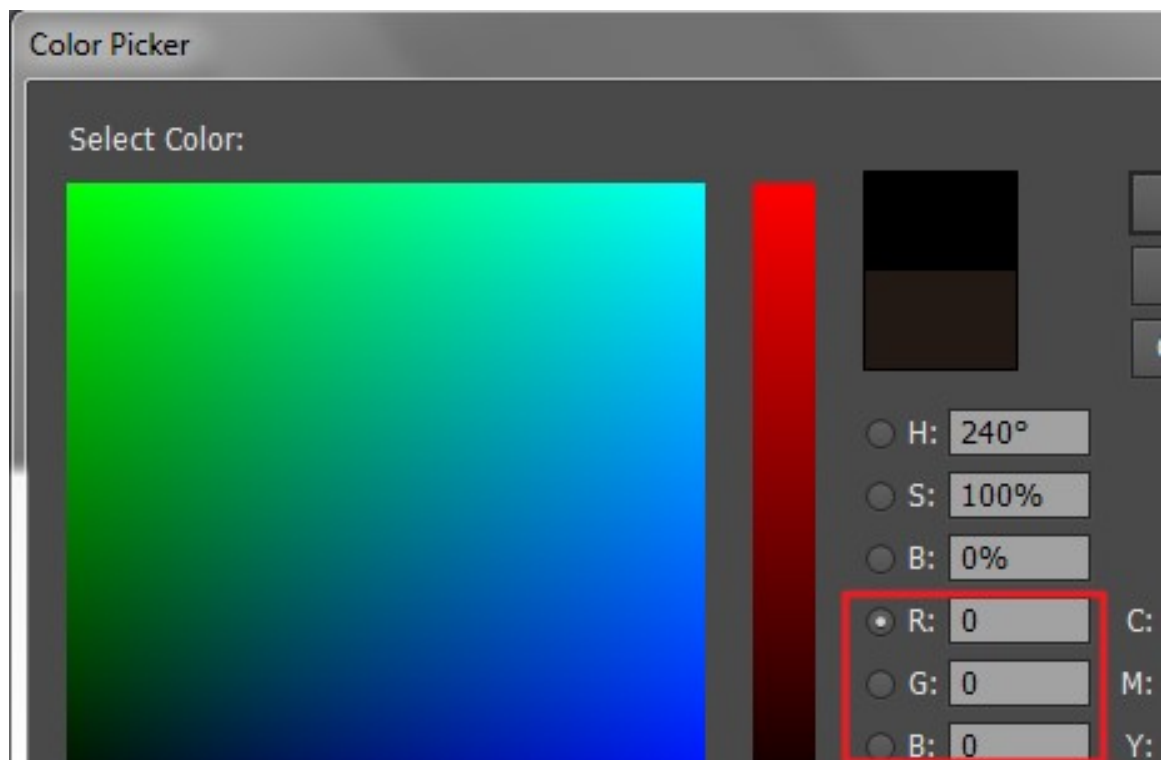 Color Picker
Select Color:
H: 240°
S: 100%
B: 0%
R: 0 C:
G: 0 M:
B: 0 Y: